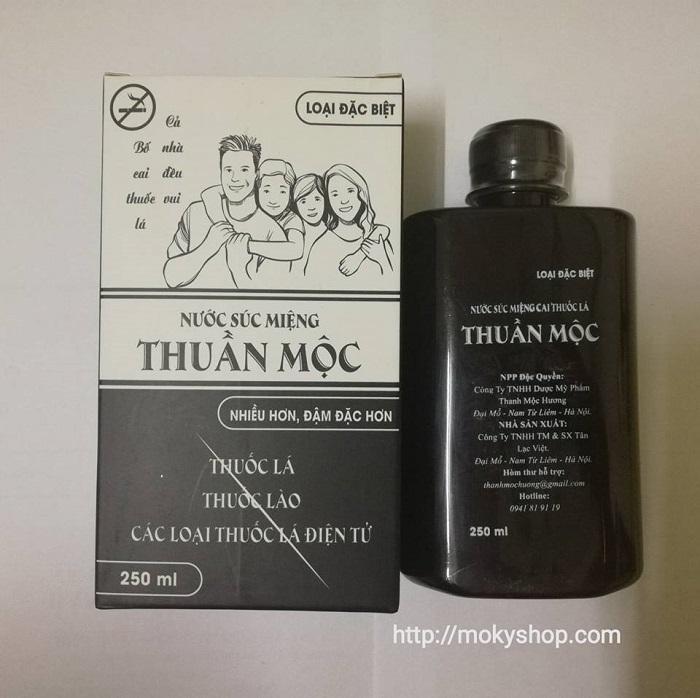 LOẠI ĐẶC BIỆT
Cả
Bố nhà
cai đều
thuốc vui
lá
NƯỚC SÚC MIỆNG
THUẦN MỘC
NHIỀU HƠN, ĐẬM ĐẶC HƠN
THUỐC LÁ
THUỐC LÀO
CÁC LOẠI THUỐC LÁ ĐIỆN TỬ
250 ml
LOẠI ĐẶC BIỆT
NƯỚC SÚC MIỆNG CAI THUỐC LÁ
THUẦN MỘC
NPP Độc Quyền:
Công Ty TNHH Dược Mỹ Phẩm
Thanh Mộc Hương
Đại Mỗ - Nam Từ Liêm - Hà Nội.
NHÀ SẢN XUẤT:
Công Ty TNHH TM & SX Tân
Lạc Việt.
Đại Mỗ - Nam Từ Liêm - Hà Nội.
Hòm thư hỗ trợ:
thanhmochuong@gmail.com
Hotline:
0941 81 91 19
250 ml
http://mokyshop.com